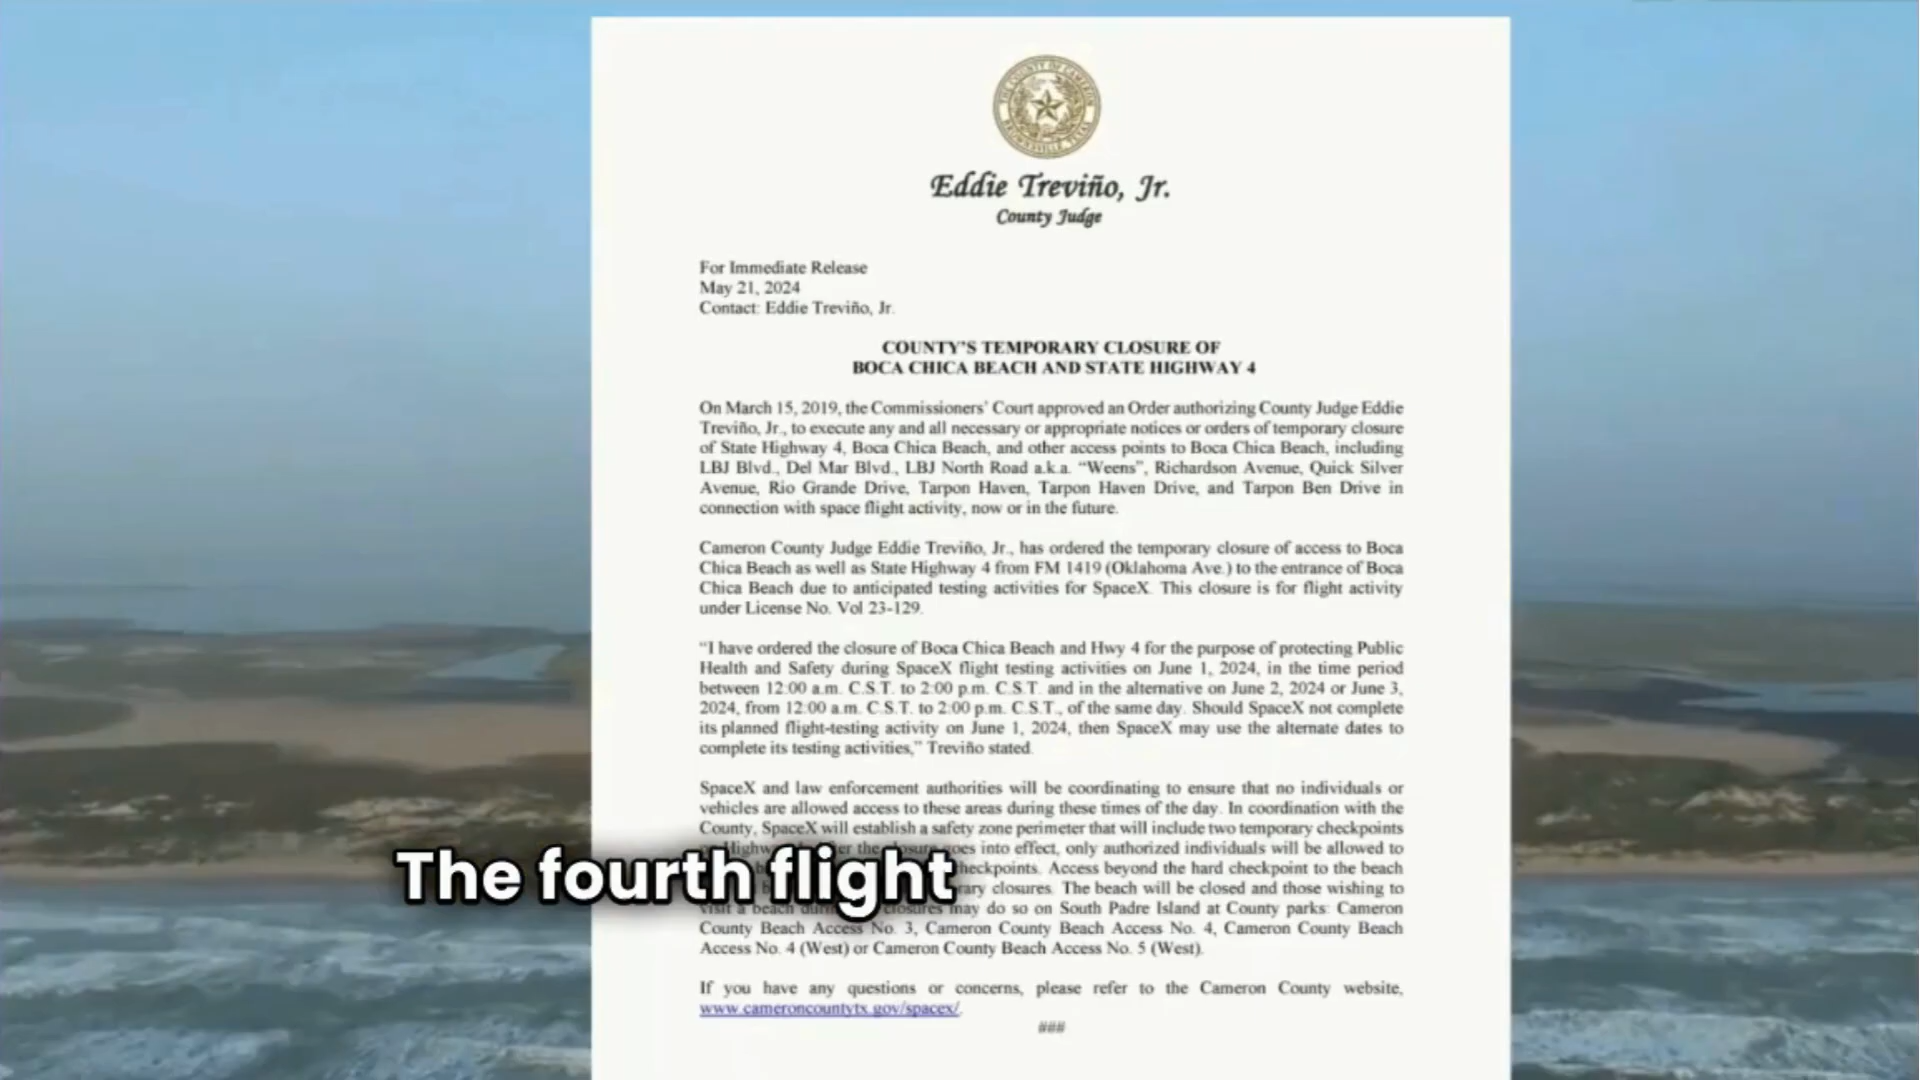 THE COUNTY OF CAMERON
BROWNSVILLE, TEXAS
Eddie Treviño, Jr.
County Judge
For Immediate Release
May 21, 2024
Contact: Eddie Treviño, Jr.
COUNTY'S TEMPORARY CLOSURE OF
BOCA CHICA BEACH AND STATE HIGHWAY 4
On March 15, 2019, the Commissioners' Court approved an Order authorizing County Judge Eddie
Treviño, Jr., to execute any and all necessary or appropriate notices or orders of temporary closure
of State Highway 4, Boca Chica Beach, and other access points to Boca Chica Beach, including
LBJ Blvd., Del Mar Blvd., LBJ North Road a.k.a. “Weens”, Richardson Avenue, Quick Silver
Avenue, Rio Grande Drive, Tarpon Haven, Tarpon Haven Drive, and Tarpon Ben Drive in
connection with space flight activity, now or in the future.
Cameron County Judge Eddie Treviño, Jr., has ordered the temporary closure of access to Boca
Chica Beach as well as State Highway 4 from FM 1419 (Oklahoma Ave.) to the entrance of Boca
Chica Beach due to anticipated testing activities for SpaceX. This closure is for flight activity
under License No. Vol 23-129.
“I have ordered the closure of Boca Chica Beach and Hwy 4 for the purpose of protecting Public
Health and Safety during SpaceX flight testing activities on June 1, 2024, in the time period
between 12:00 a.m. C.S.T. to 2:00 p.m. C.S.T. and in the alternative on June 2, 2024 or June 3,
2024, from 12:00 a.m. C.S.T. to 2:00 p.m. C.S.T., of the same day. Should SpaceX not complete
its planned flight-testing activity on June 1, 2024, then SpaceX may use the alternate dates to
complete its testing activities,” Treviño stated.
SpaceX and law enforcement authorities will be coordinating to ensure that no individuals or
vehicles are allowed access to these areas during these times of the day. In coordination with the
County, SpaceX will establish a safety zone perimeter that will include two temporary checkpoints
the closure goes into effect, only authorized individuals will be allowed to
checkpoints. Access beyond the hard checkpoint to the beach
closures. The beach will be closed and those wishing to
visit a beach closures may do so on South Padre Island at County parks: Cameron
County Beach Access No. 3, Cameron County Beach Access No. 4, Cameron County Beach
Access No. 4 (West) or Cameron County Beach Access No. 5 (West).
If you have any questions or concerns, please refer to the Cameron County website,
www.cameroncountytx.gov/spacex/.
###
The fourth flight